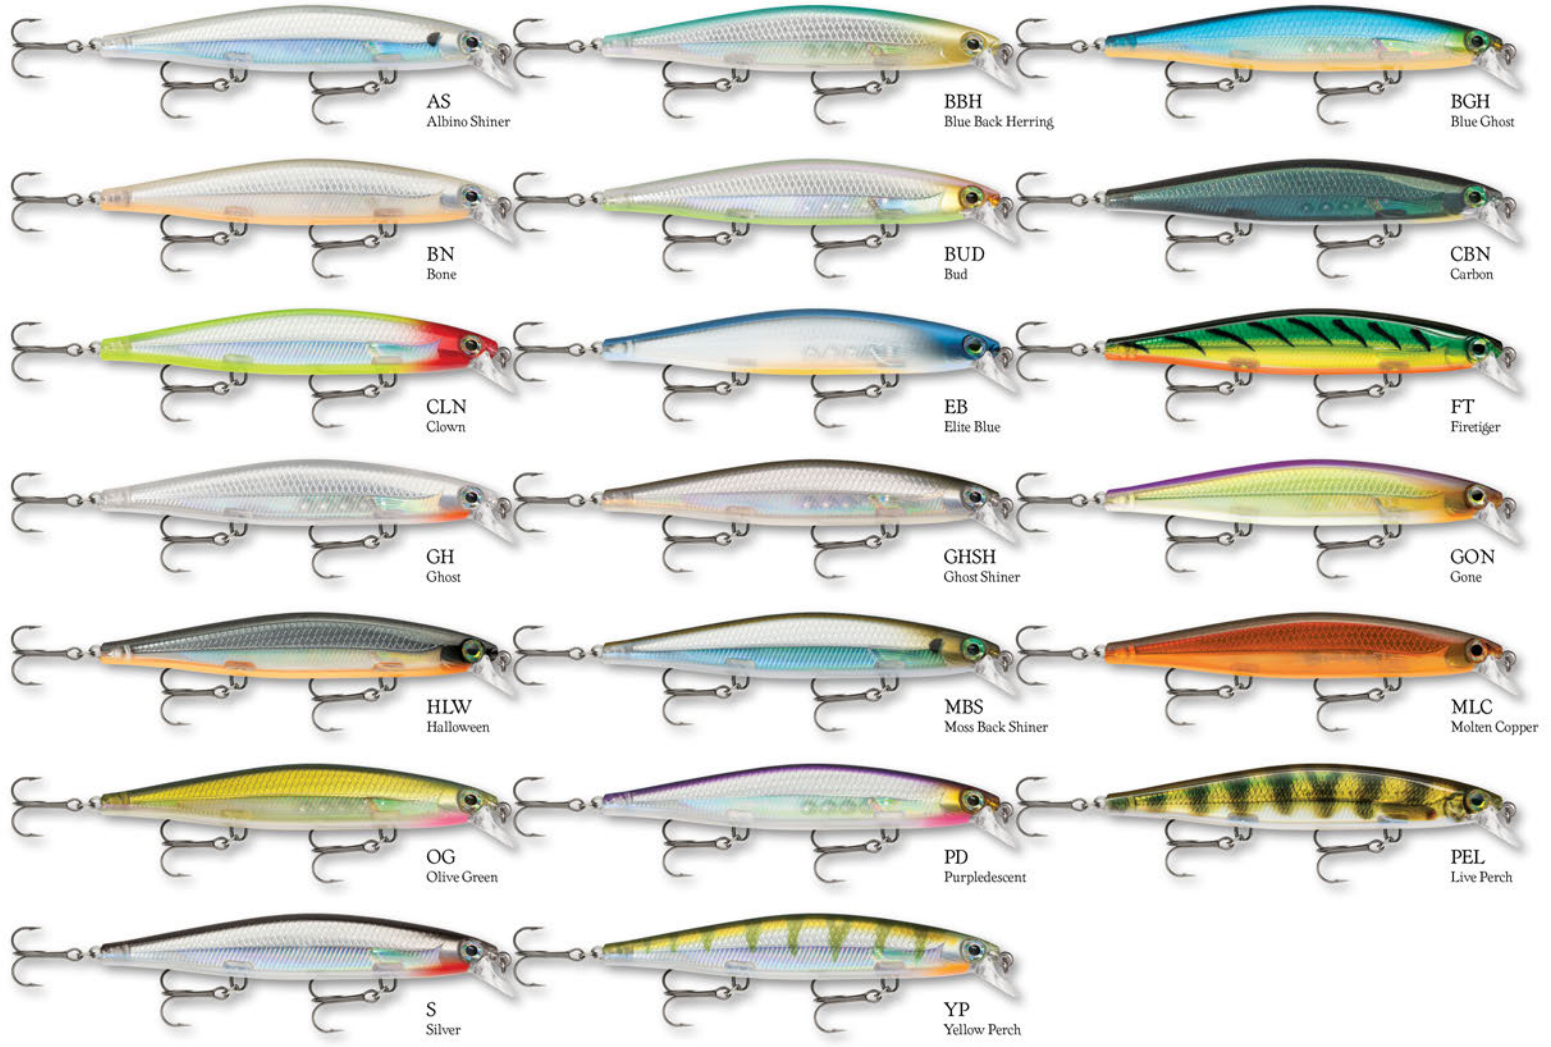 AS
Albino Shiner
BBH
Blue Back Herring
BGH
Blue Ghost
BN
Bone
BUD
Bud
CBN
Carbon
CLN
Clown
EB
Elite Blue
FT
Firetiger
GH
Ghost
GHSH
Ghost Shiner
GON
Gone
HLW
Halloween
MBS
Moss Back Shiner
MLC
Molten Copper
OG
Olive Green
PD
Purpledescent
PEL
Live Perch
S
Silver
YP
Yellow Perch